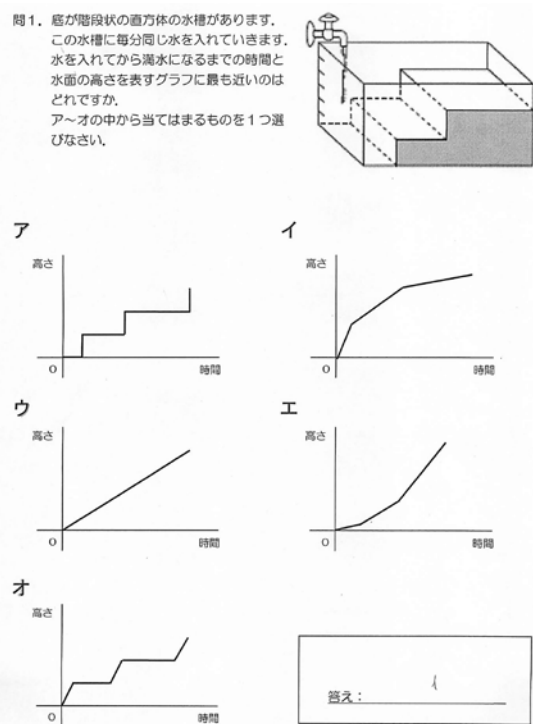 問1．底が階段状の直方体の水槽があります．
この水槽に毎分同じ水を入れていきます．
水を入れてから満水になるまでの時間と
水面の高さを表すグラフに最も近いのは
どれですか．
ア～オの中から当てはまるものを1つ選
びなさい．
ア
高さ
O
時間
イ
高さ
O
時間
ウ
高さ
O
時間
エ
高さ
O
時間
オ
高さ
O
時間
答え：イ